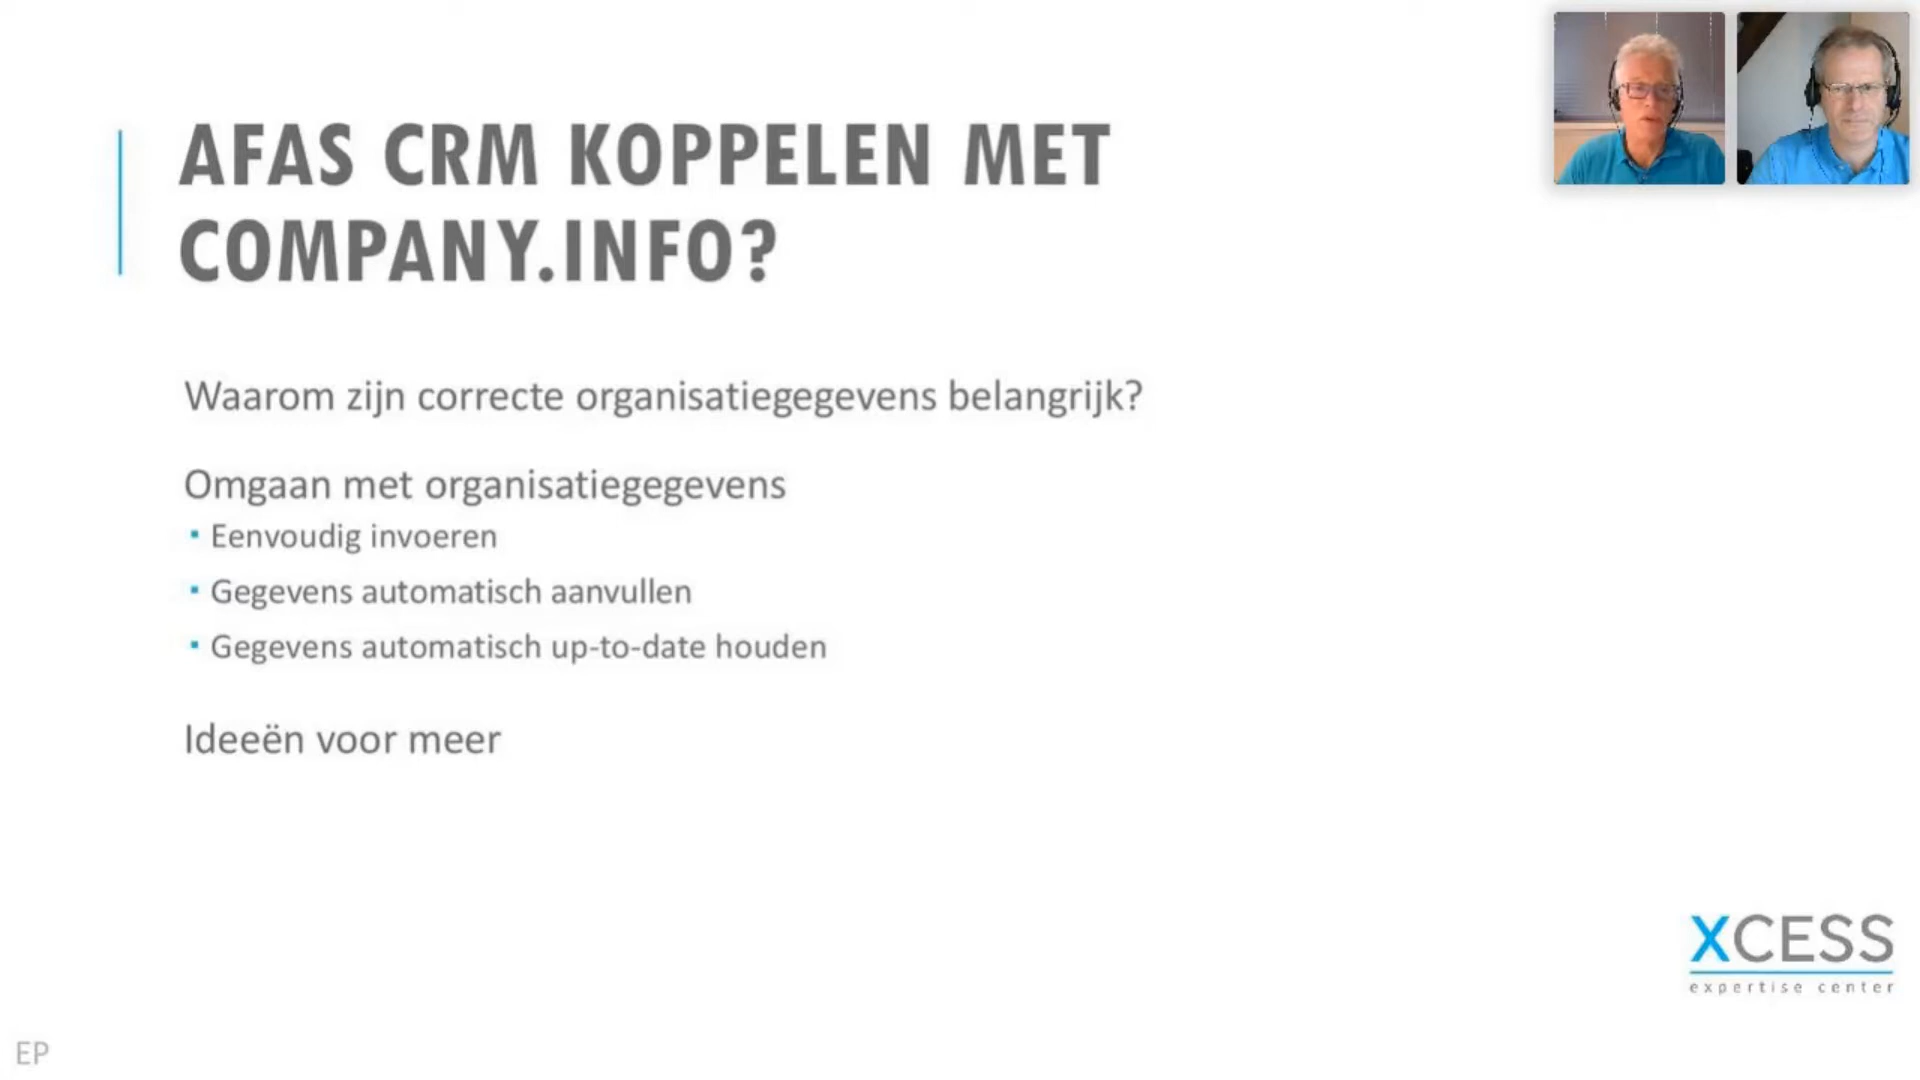 AFAS CRM KOPPELEN MET
COMPANY.INFO?
Waarom zijn correcte organisatiegegevens belangrijk?
Omgaan met organisatiegegevens
▪ Eenvoudig invoeren
▪ Gegevens automatisch aanvullen
▪ Gegevens automatisch up-to-date houden
Ideeën voor meer
XCESS
expertise center
EP